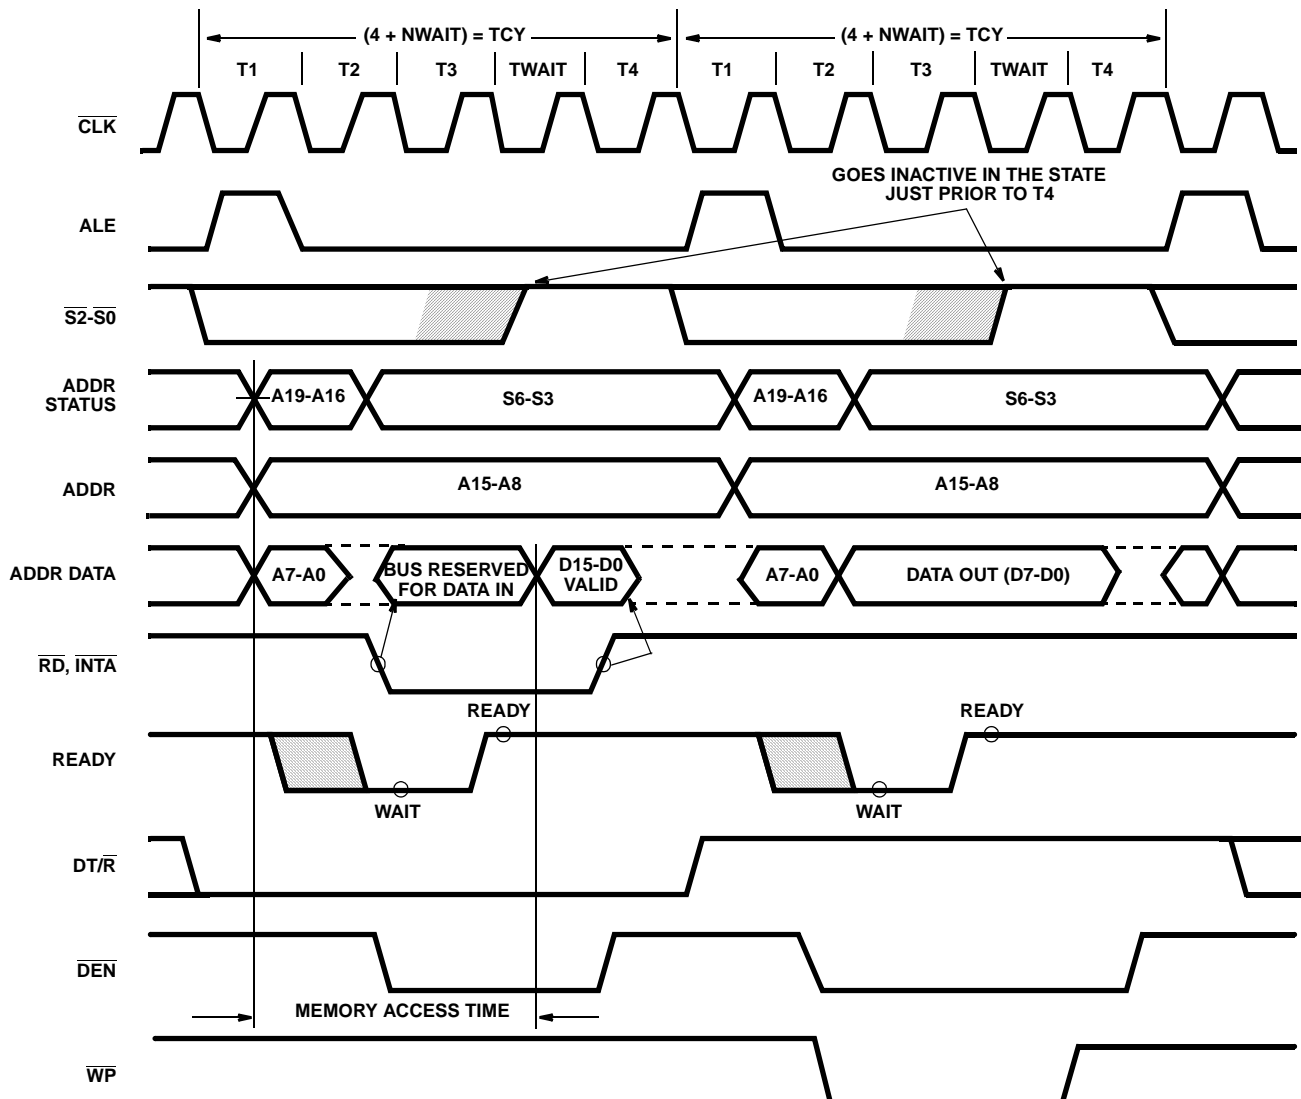 (4 + NWAIT) = TCY (4 + NWAIT) = TCY
T1 T2 T3 TWAIT T4 T1 T2 T3 TWAIT T4
CLK
GOES INACTIVE IN THE STATE
JUST PRIOR TO T4
ALE
S2-S0
ADDR
STATUS
A19-A16 S6-S3 A19-A16 S6-S3
ADDR A15-A8 A15-A8
ADDR DATA A7-A0
BUS RESERVED
FOR DATA IN
D15-D0
VALID
A7-A0 DATA OUT (D7-D0)
RD, INTA
READY READY
READY
WAIT WAIT
DT/R
DEN
MEMORY ACCESS TIME
WP